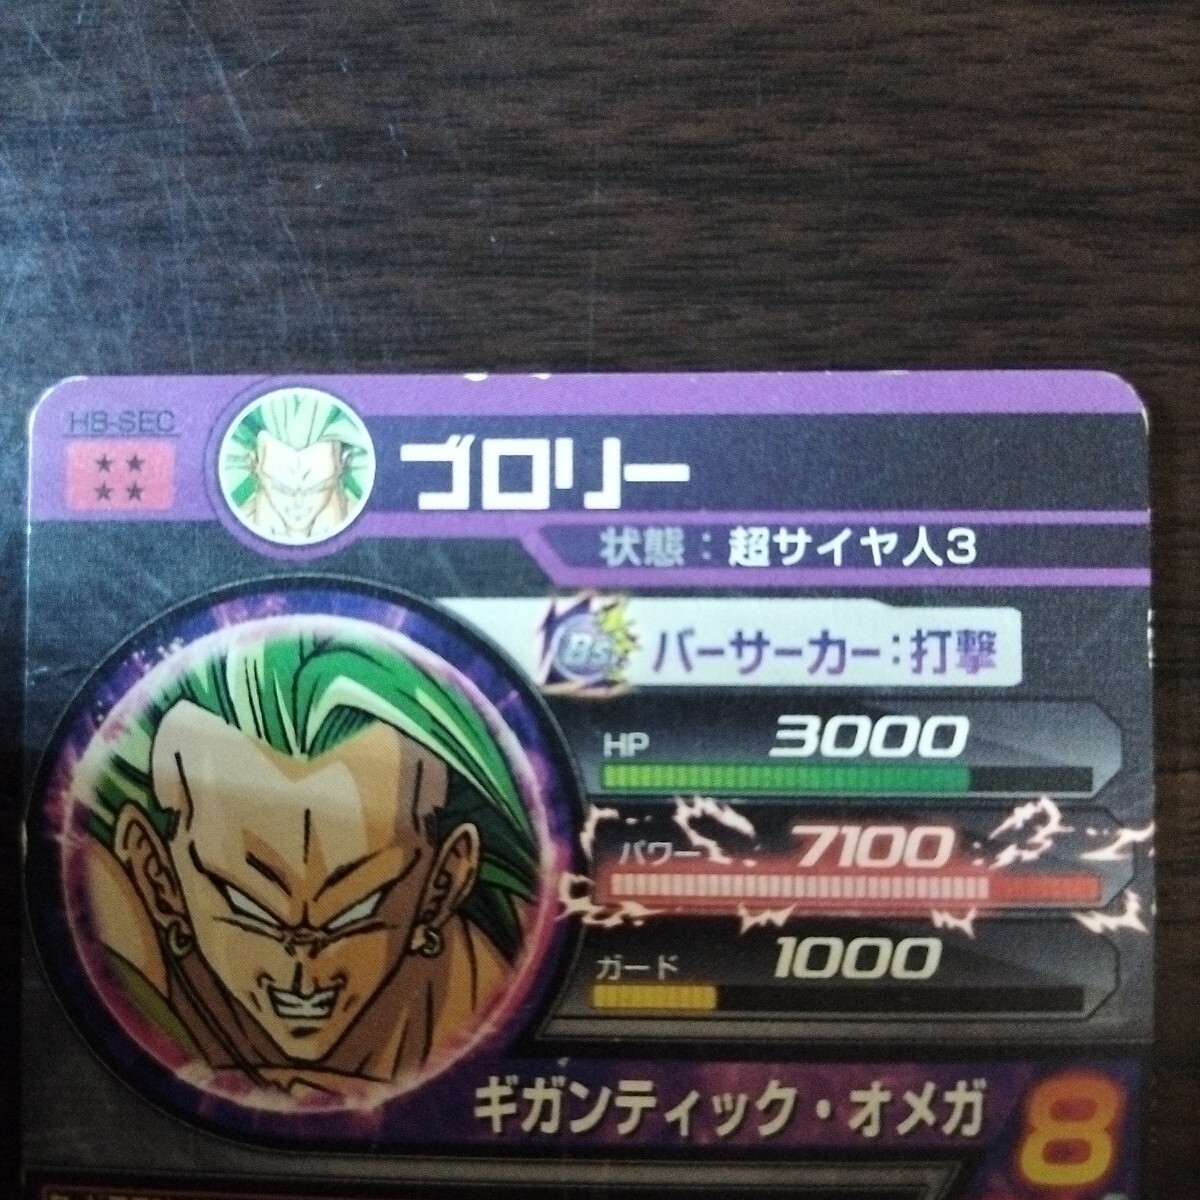 H8-SEC
ゴロリー
状態：超サイヤ人3
Bs
バーサーカー：打撃
HP 3000
パワー 7100
ガード 1000
ギガンティック・オメガ
8